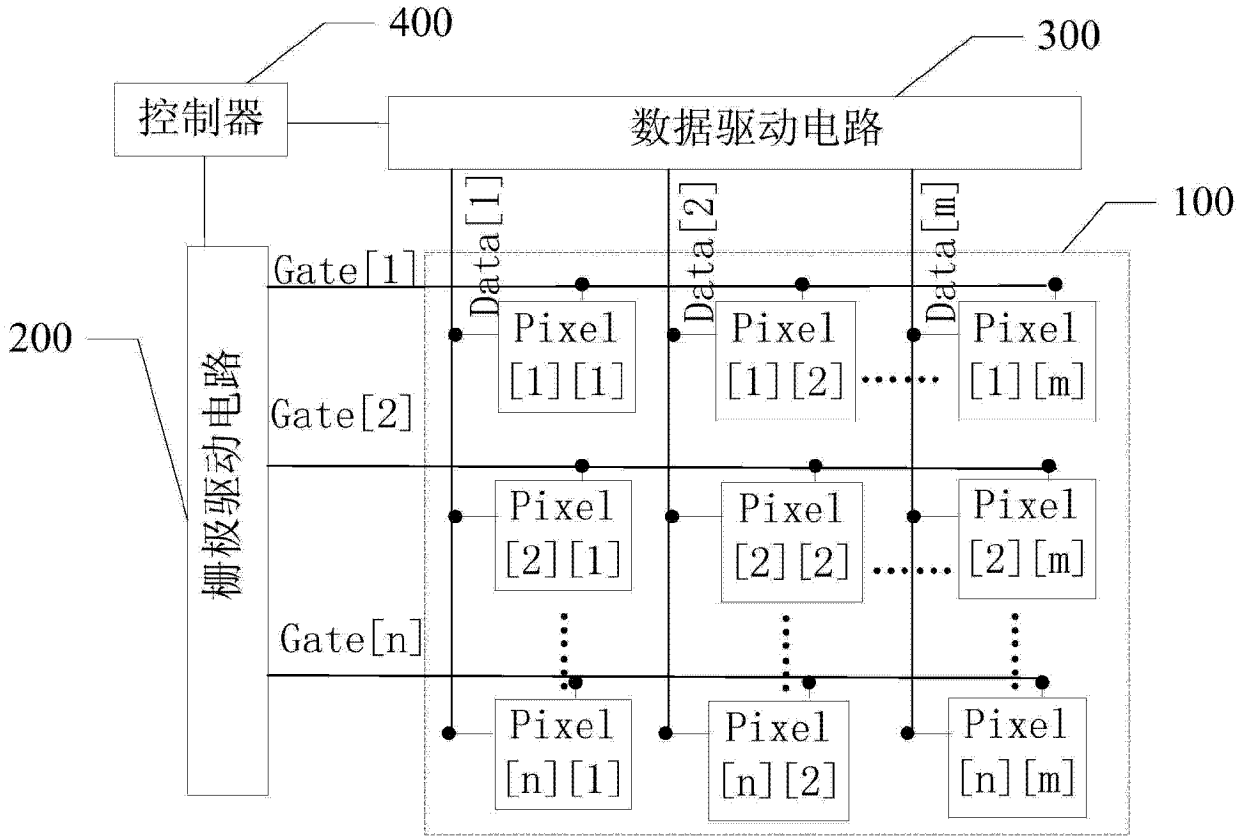 400
300
控制器
数据驱动电路
Data[1]
Data[2]
Data[m]
100
Gate[1]
200
栅极驱动电路
Pixel
[1][1]
Pixel
[1][2]
......
Pixel
[1][m]
Gate[2]
Pixel
[2][1]
Pixel
[2][2]
......
Pixel
[2][m]
Gate[n]
Pixel
[n][1]
Pixel
[n][2]
Pixel
[n][m]